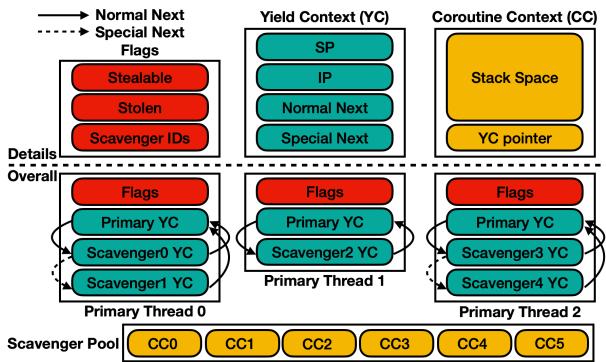 Normal Next
Special Next
Flags
Stealable
Stolen
Scavenger IDs
Yield Context (YC)
SP
IP
Normal Next
Special Next
Coroutine Context (CC)
Stack Space
YC pointer
Details
Overall
Flags
Primary YC
Scavenger0 YC
Scavenger1 YC
Primary Thread 0
Flags
Primary YC
Scavenger2 YC
Primary Thread 1
Flags
Primary YC
Scavenger3 YC
Scavenger4 YC
Primary Thread 2
Scavenger Pool
CC0
CC1
CC2
CC3
CC4
CC5